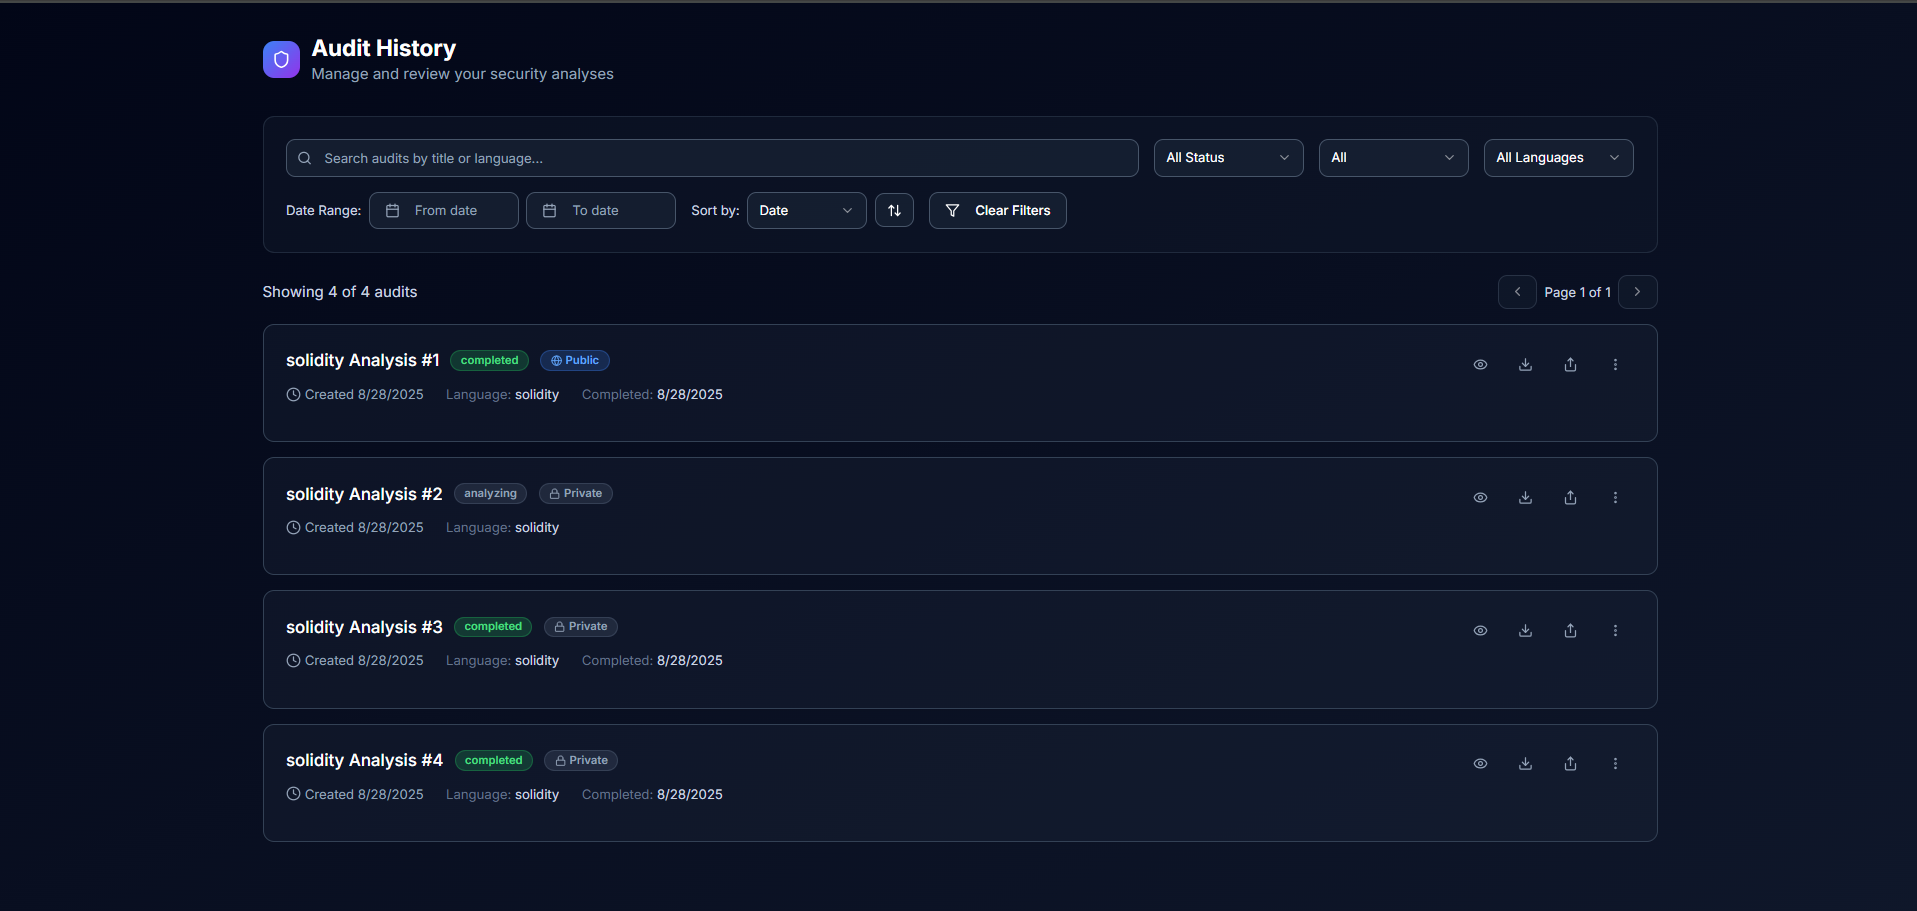 Audit History
Manage and review your security analyses
Search audits by title or language...
All Status
All
All Languages
Date Range:
From date
To date
Sort by:
Date
Clear Filters
Showing 4 of 4 audits
Page 1 of 1
solidity Analysis #1
completed
Public
Created 8/28/2025
Language: solidity
Completed: 8/28/2025
solidity Analysis #2
analyzing
Private
Created 8/28/2025
Language: solidity
solidity Analysis #3
completed
Private
Created 8/28/2025
Language: solidity
Completed: 8/28/2025
solidity Analysis #4
completed
Private
Created 8/28/2025
Language: solidity
Completed: 8/28/2025